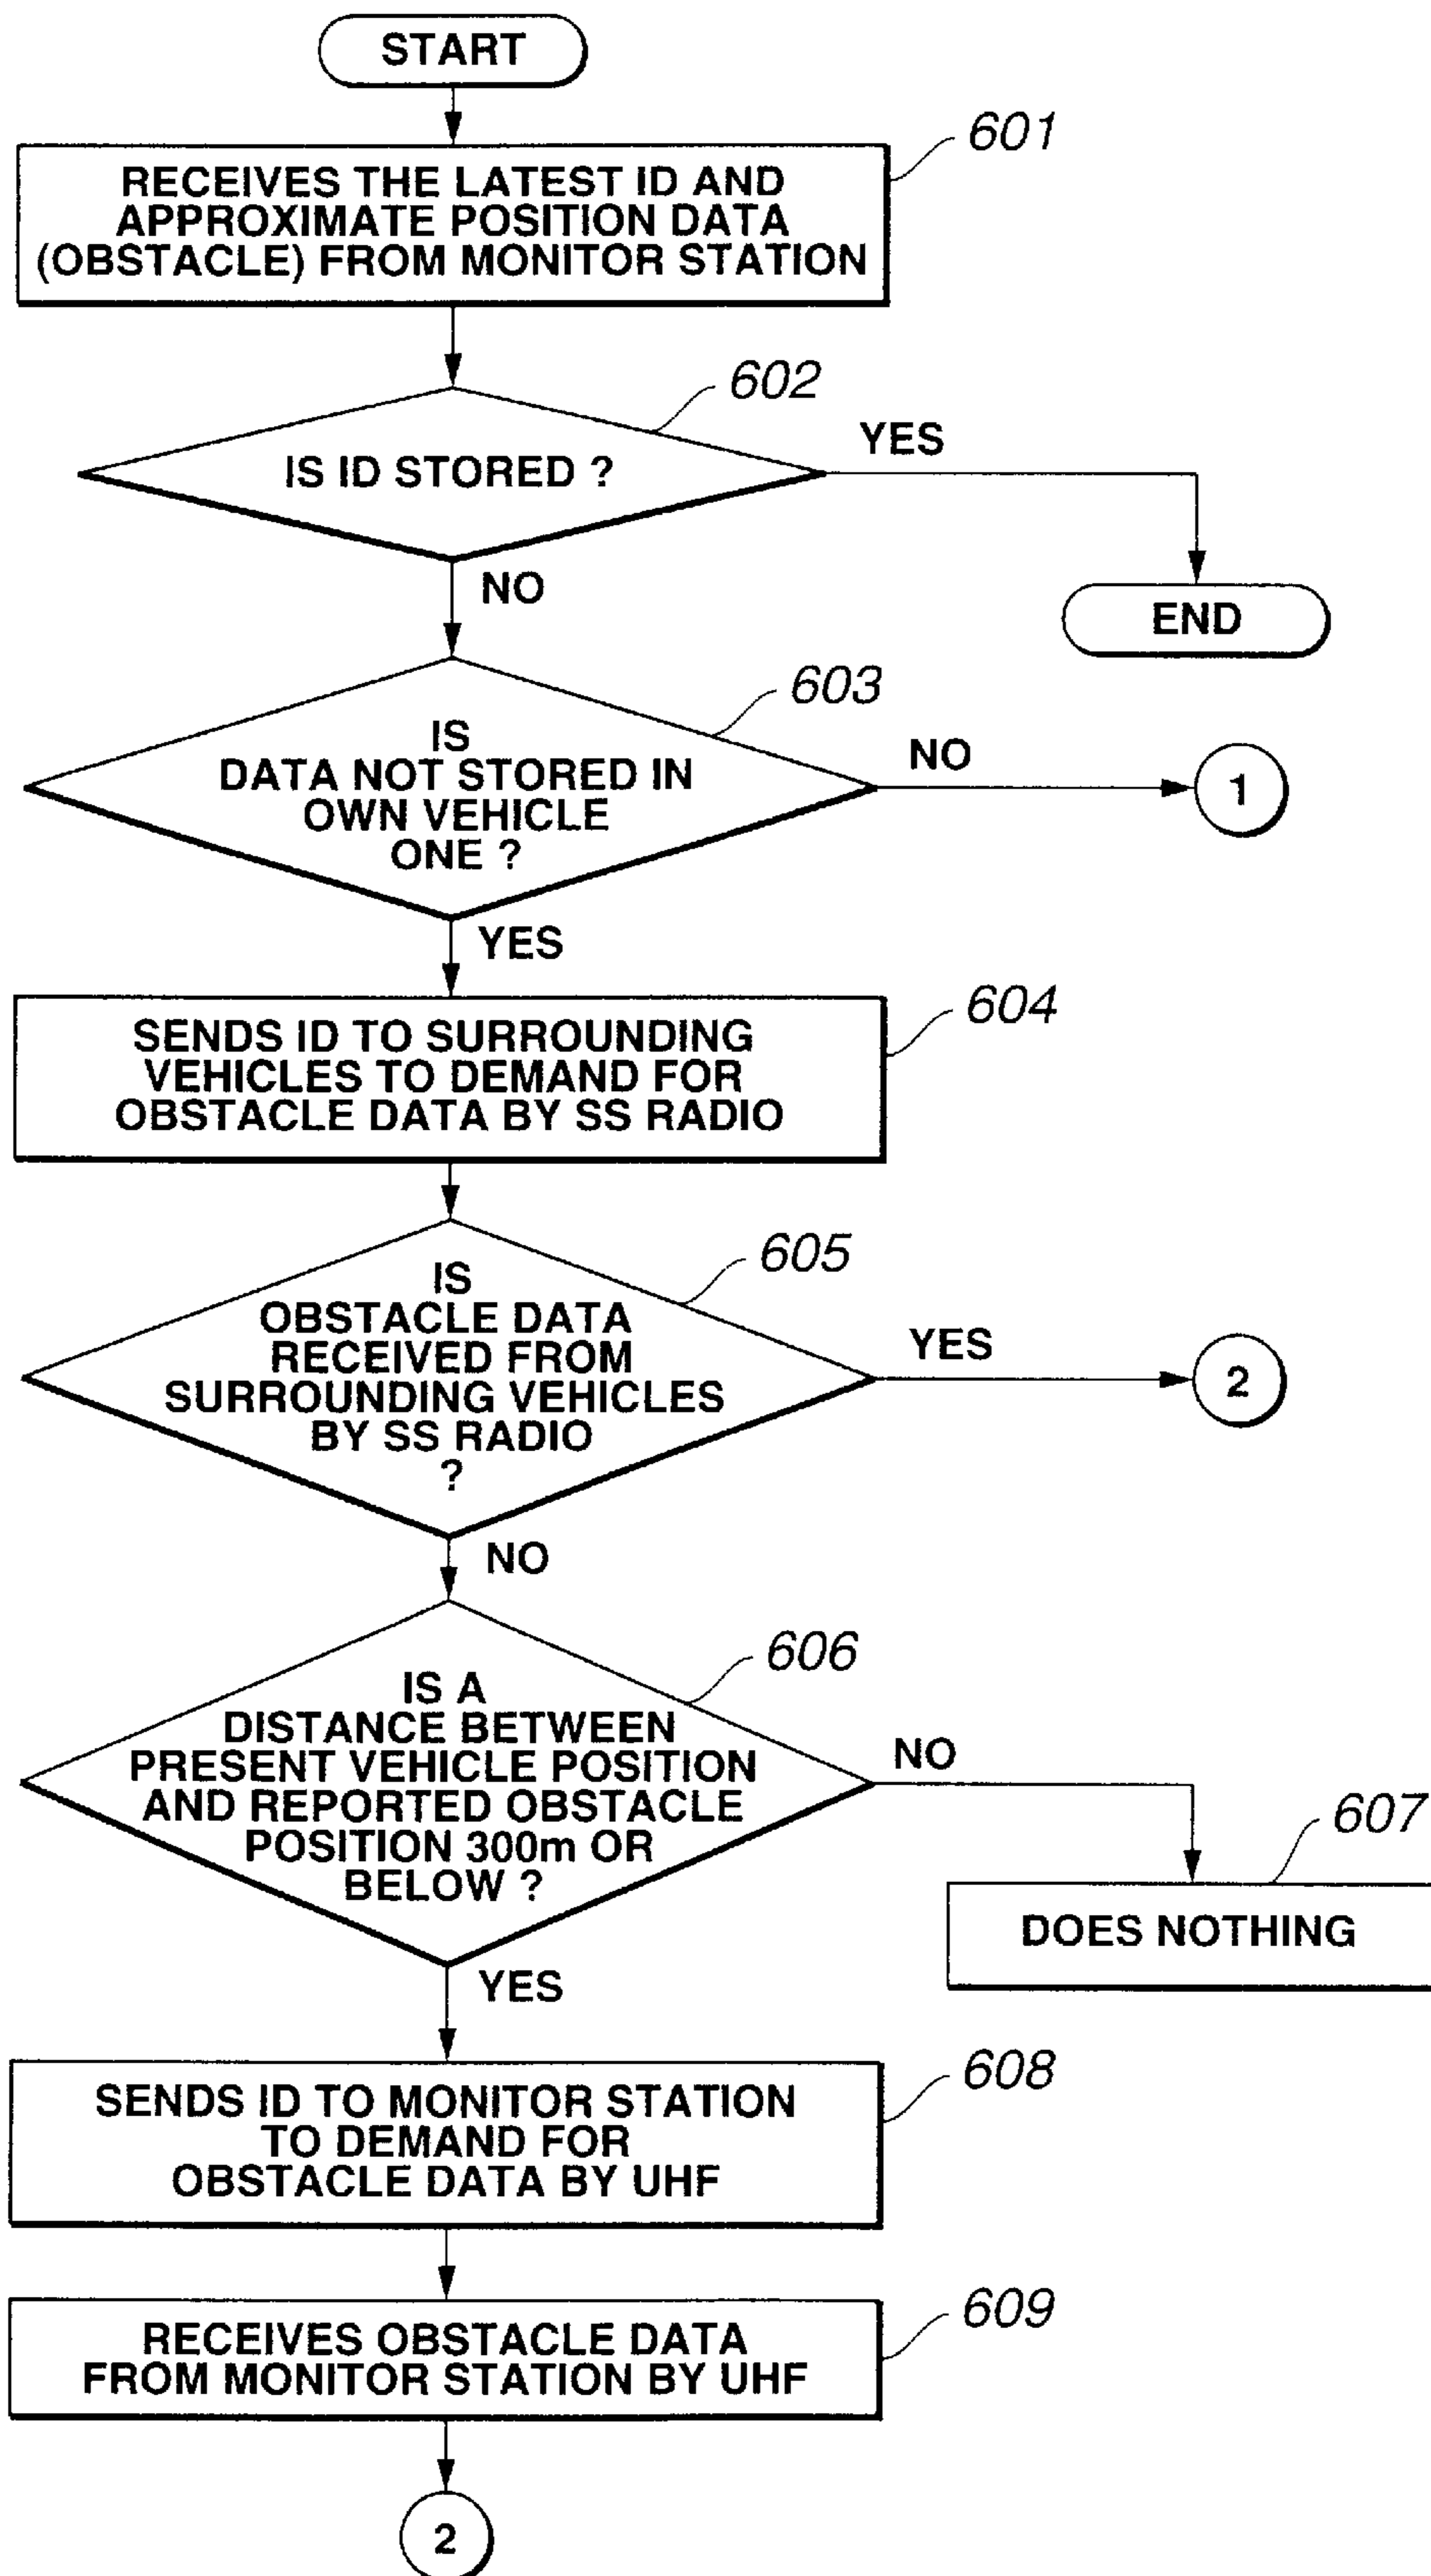 START
601
RECEIVES THE LATEST ID AND
APPROXIMATE POSITION DATA
(OBSTACLE) FROM MONITOR STATION
602
IS ID STORED ?
YES
NO
END
603
IS
DATA NOT STORED IN
OWN VEHICLE
ONE ?
NO
1
YES
604
SENDS ID TO SURROUNDING
VEHICLES TO DEMAND FOR
OBSTACLE DATA BY SS RADIO
605
IS
OBSTACLE DATA
RECEIVED FROM
SURROUNDING VEHICLES
BY SS RADIO
?
YES
2
NO
606
IS A
DISTANCE BETWEEN
PRESENT VEHICLE POSITION
AND REPORTED OBSTACLE
POSITION 300m OR
BELOW ?
NO
607
DOES NOTHING
YES
608
SENDS ID TO MONITOR STATION
TO DEMAND FOR
OBSTACLE DATA BY UHF
609
RECEIVES OBSTACLE DATA
FROM MONITOR STATION BY UHF
2